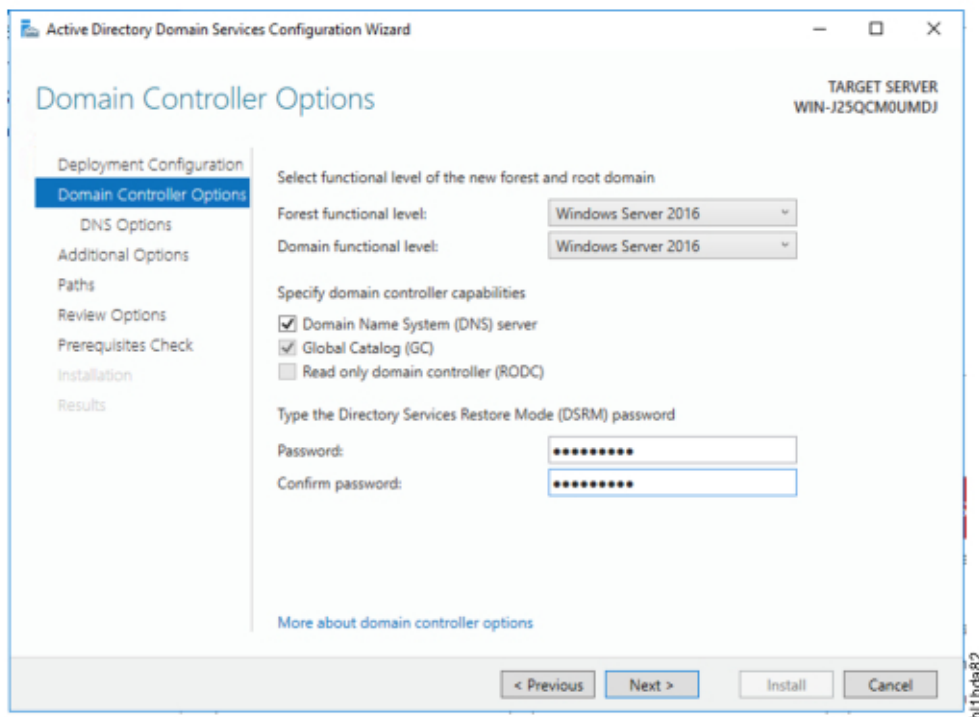 Active Directory Domain Services Configuration Wizard
Domain Controller Options
TARGET SERVER
WIN-J25QCM0UMDJ
Deployment Configuration
Domain Controller Options
DNS Options
Additional Options
Paths
Review Options
Prerequisites Check
Installation
Results
Select functional level of the new forest and root domain
Forest functional level: Windows Server 2016
Domain functional level: Windows Server 2016
Specify domain controller capabilities
Domain Name System (DNS) server
Global Catalog (GC)
Read only domain controller (RODC)
Type the Directory Services Restore Mode (DSRM) password
Password: •••••••••
Confirm password: •••••••••
More about domain controller options
< Previous
Next >
Install
Cancel